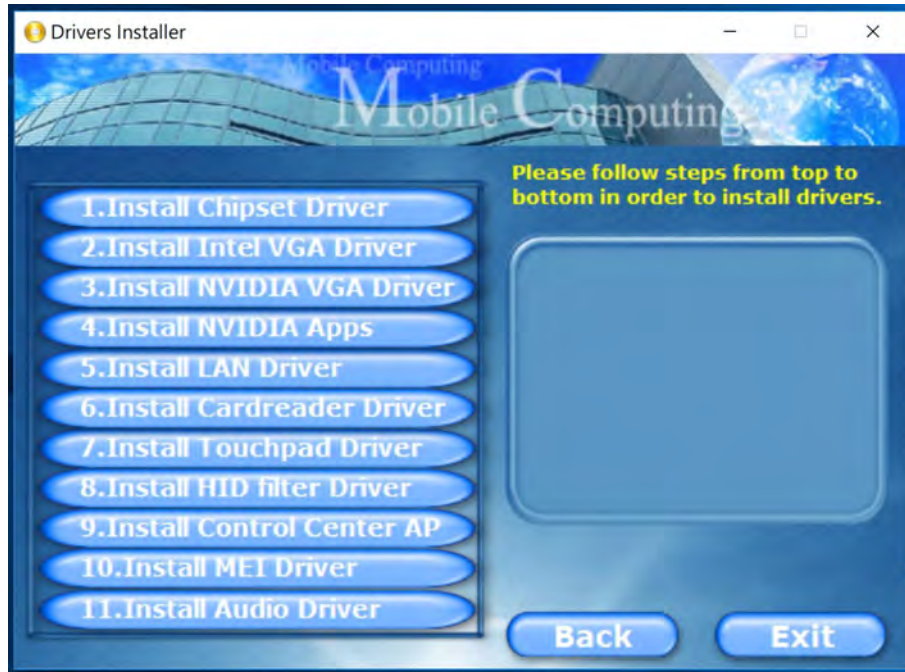 Drivers Installer
Mobile Computing
Mobile Computing
Please follow steps from top to
bottom in order to install drivers.
1.Install Chipset Driver
2.Install Intel VGA Driver
3.Install NVIDIA VGA Driver
4.Install NVIDIA Apps
5.Install LAN Driver
6.Install Cardreader Driver
7.Install Touchpad Driver
8.Install HID filter Driver
9.Install Control Center AP
10.Install MEI Driver
11.Install Audio Driver
Back
Exit